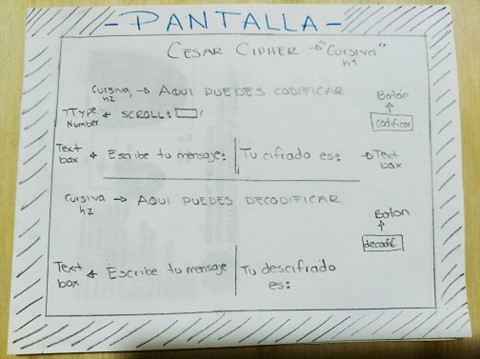 -PANTALLA-
CESAR CIPHER → "Cursiva"
h1
Cursiva → AQUI PUEDES CODIFICAR
h2
Botón
TType ← SCROLL:
Number
codificar
Text ← Escribe tu mensaje: Tu cifrado es: → Text
box box
Cursiva → AQUI PUEDES DECODIFICAR
h2
Boton
decodif.
Text ← Escribe tu mensaje Tu descifrado
box es: